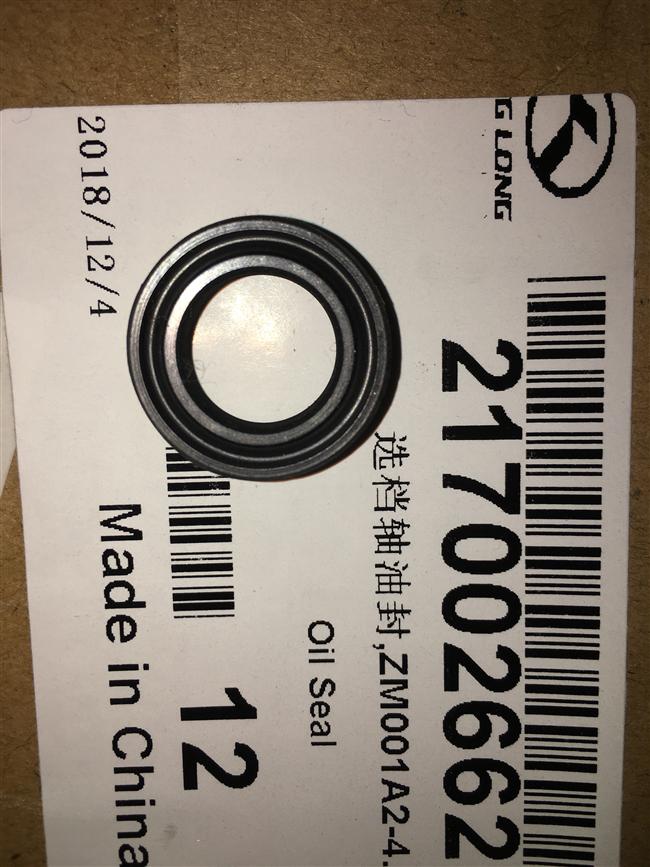 G LONG
217002662
选档轴油封,ZM001A2-4.
Oil Seal
12
Made in China
2018/12/4